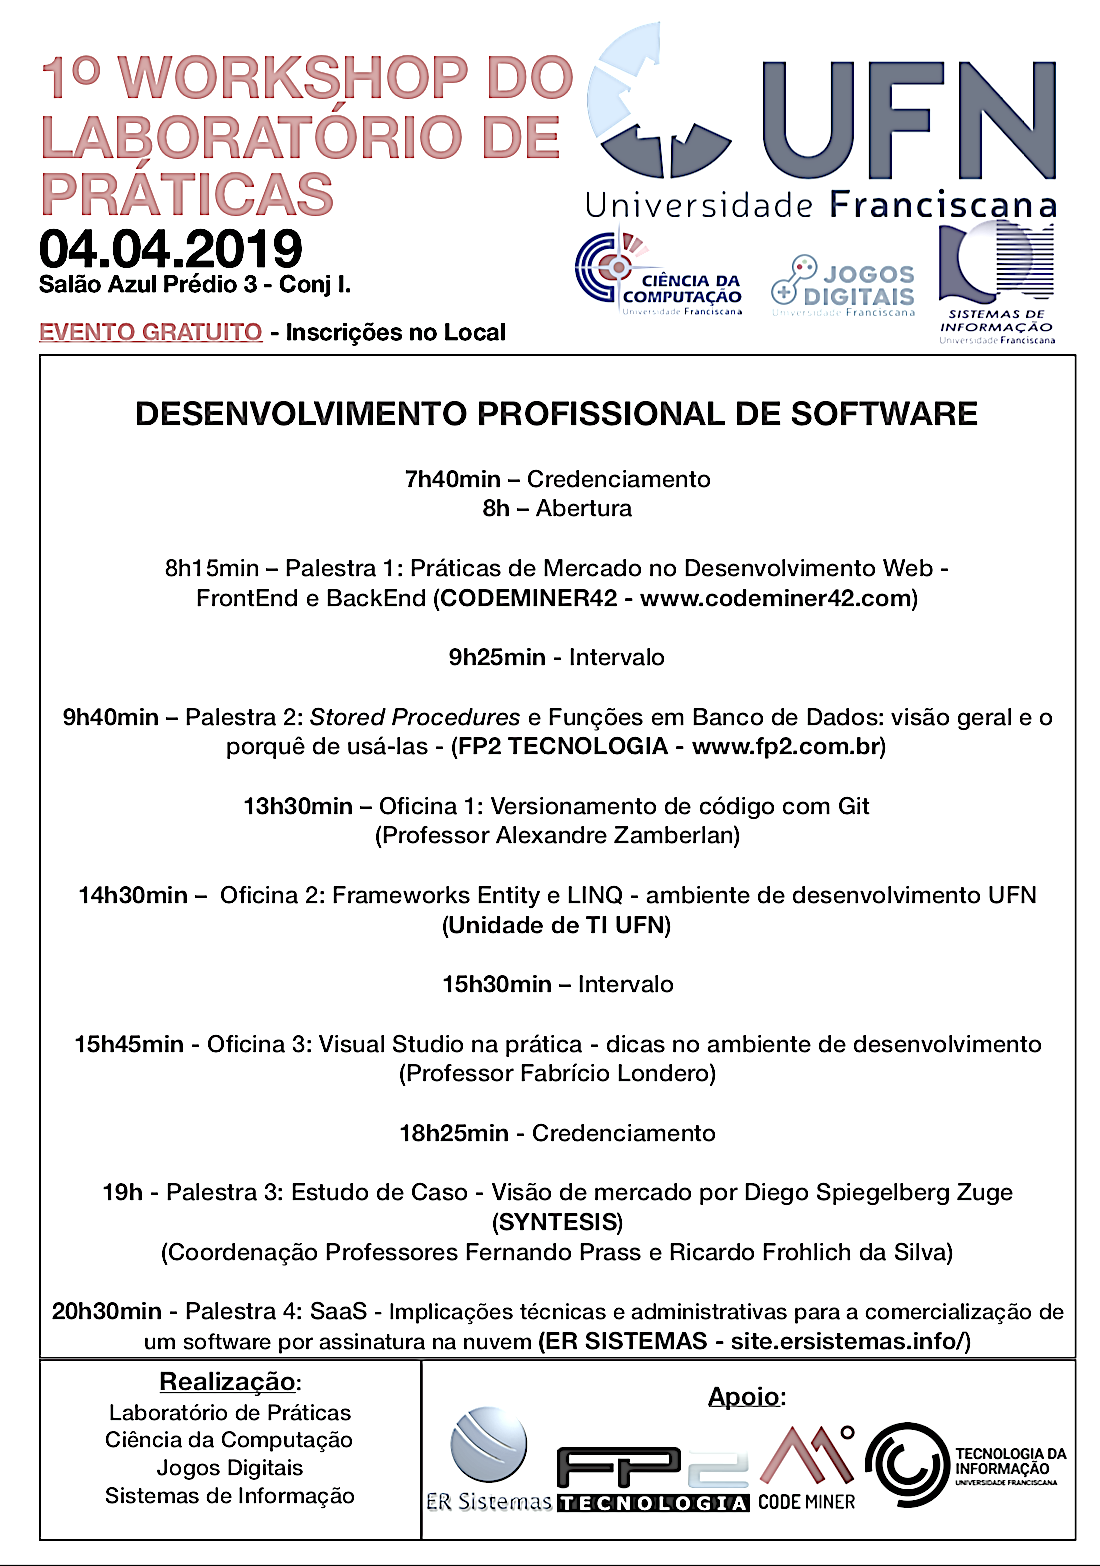 1º WORKSHOP DO
LABORATÓRIO DE
PRÁTICAS
04.04.2019
Salão Azul Prédio 3 - Conj I.
EVENTO GRATUITO - Inscrições no Local
UFN
Universidade Franciscana
CIÊNCIA DA
COMPUTAÇÃO
Universidade Franciscana
JOGOS
DIGITAIS
Universidade Franciscana
SISTEMAS DE
INFORMAÇÃO
Universidade Franciscana
DESENVOLVIMENTO PROFISSIONAL DE SOFTWARE
7h40min – Credenciamento
8h – Abertura
8h15min – Palestra 1: Práticas de Mercado no Desenvolvimento Web -
FrontEnd e BackEnd (CODEMINER42 - www.codeminer42.com)
9h25min - Intervalo
9h40min – Palestra 2: Stored Procedures e Funções em Banco de Dados: visão geral e o
porquê de usá-las - (FP2 TECNOLOGIA - www.fp2.com.br)
13h30min – Oficina 1: Versionamento de código com Git
(Professor Alexandre Zamberlan)
14h30min – Oficina 2: Frameworks Entity e LINQ - ambiente de desenvolvimento UFN
(Unidade de TI UFN)
15h30min – Intervalo
15h45min - Oficina 3: Visual Studio na prática - dicas no ambiente de desenvolvimento
(Professor Fabrício Londero)
18h25min - Credenciamento
19h - Palestra 3: Estudo de Caso - Visão de mercado por Diego Spiegelberg Zuge
(SYNTESIS)
(Coordenação Professores Fernando Prass e Ricardo Frohlich da Silva)
20h30min - Palestra 4: SaaS - Implicações técnicas e administrativas para a comercialização de
um software por assinatura na nuvem (ER SISTEMAS - site.ersistemas.info/)
Realização:
Laboratório de Práticas
Ciência da Computação
Jogos Digitais
Sistemas de Informação
Apoio:
ER Sistemas
FP2
TECNOLOGIA
CODE MINER
TECNOLOGIA DA
INFORMAÇÃO
UNIVERSIDADE FRANCISCANA